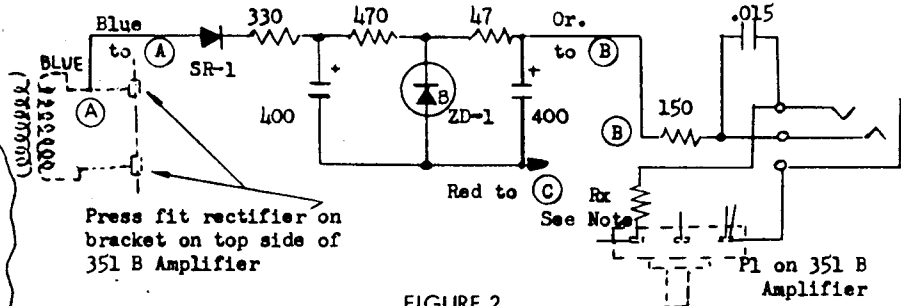 330
470
47
Or.
.015
Blue
to
A
to
B
BLUE
SR-1
A
+
+
B
400
ZD-1
400
B
150
Red to
C
Rx
See Note
Press fit rectifier on
bracket on top side of
351 B Amplifier
P1 on 351 B
Amplifier
FIGURE 2